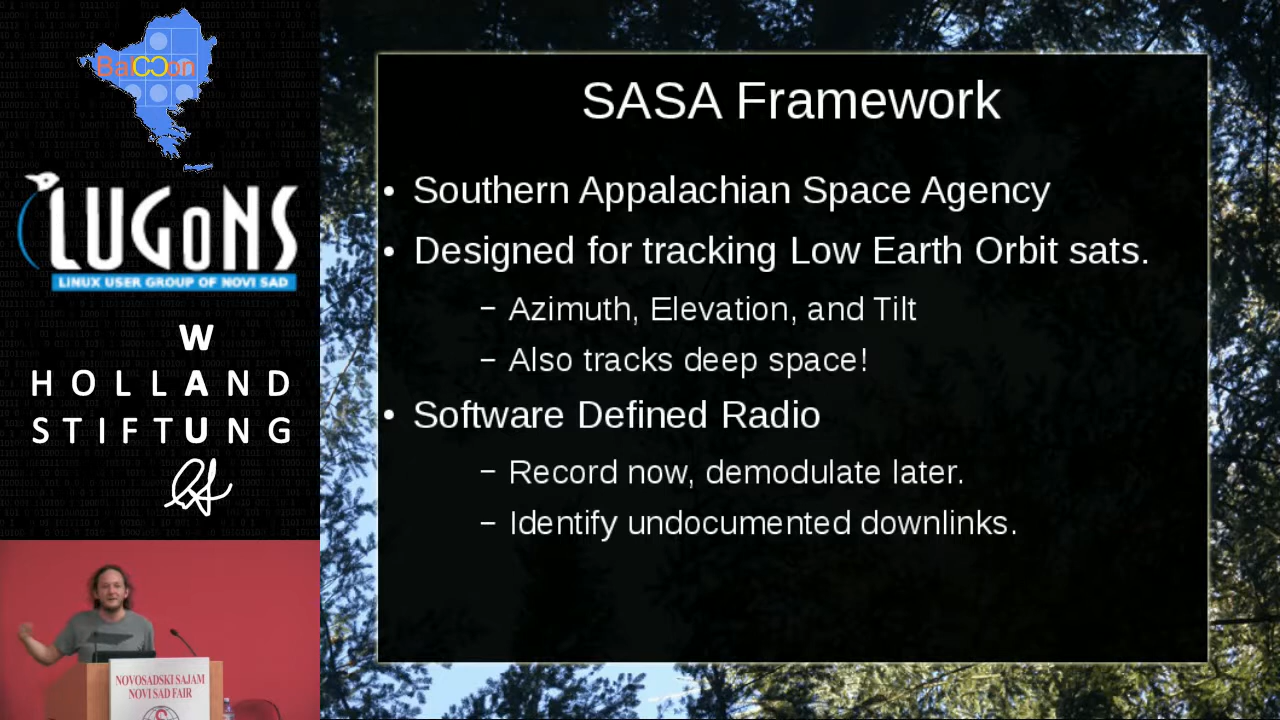 BalCCon
LUGoNS
LINUX USER GROUP OF NOVI SAD
W
HOLLAND
STIFTUNG
NOVOSADSKI SAJAM
NOVI SAD FAIR
SASA Framework
• Southern Appalachian Space Agency
• Designed for tracking Low Earth Orbit sats.
– Azimuth, Elevation, and Tilt
– Also tracks deep space!
• Software Defined Radio
– Record now, demodulate later.
– Identify undocumented downlinks.